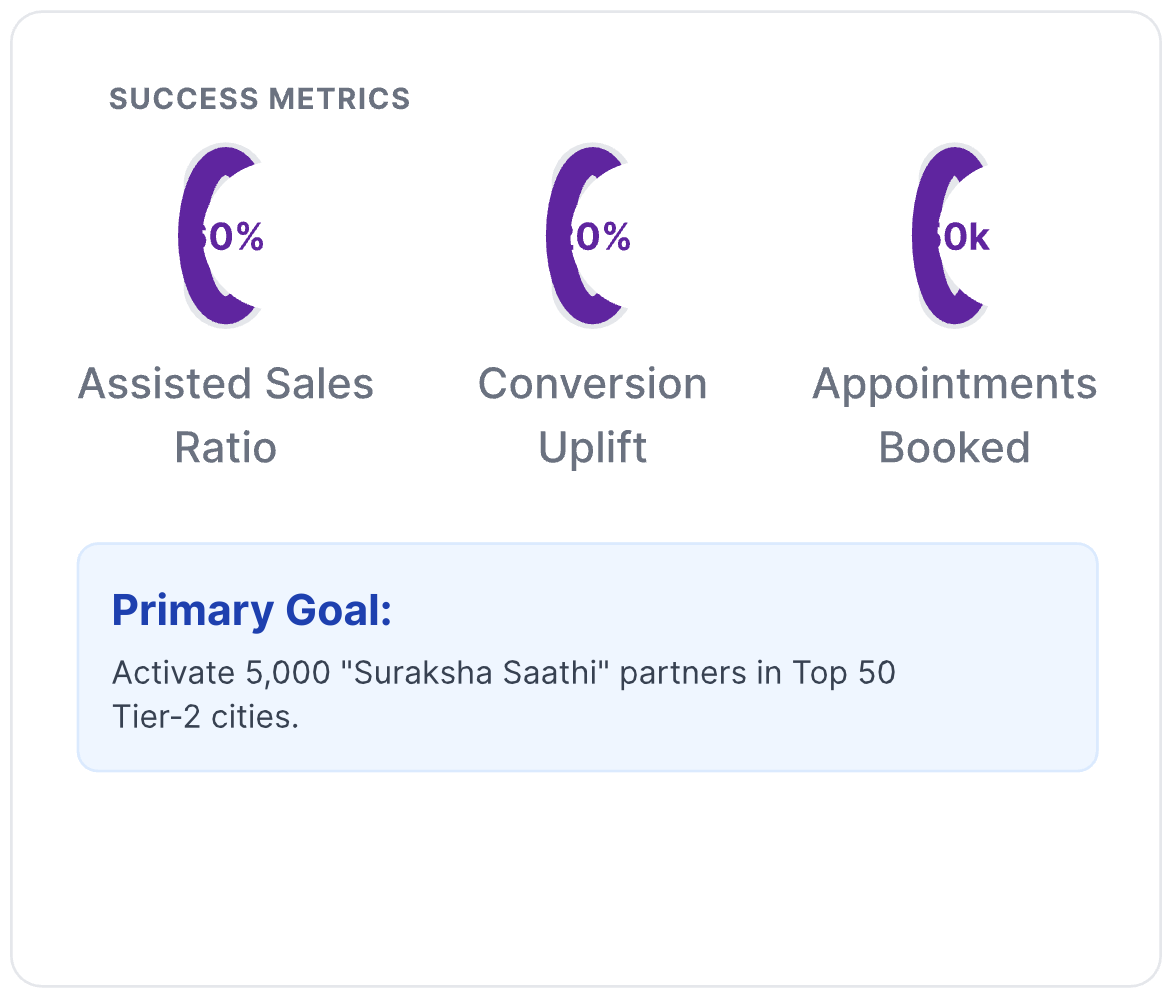 SUCCESS METRICS
Assisted Sales
Ratio
Conversion
Uplift
Appointments
Booked
Primary Goal:
Activate 5,000 "Suraksha Saathi" partners in Top 50
Tier-2 cities.